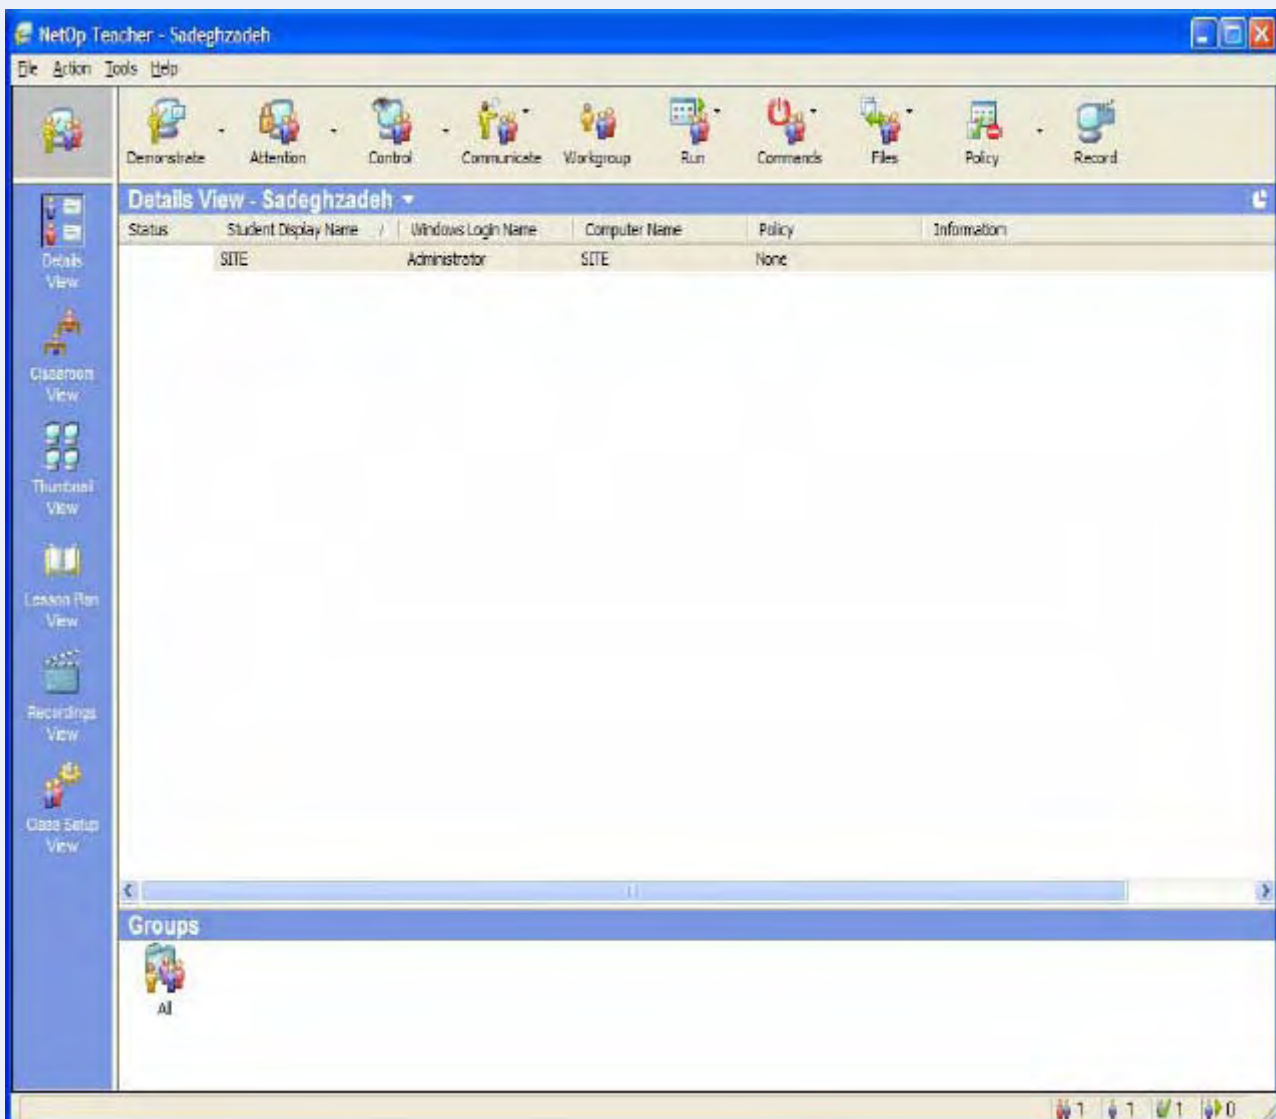 NetOp Teacher - Sadeghzadeh
File Action Tools Help
Demonstrate Attention Control Communicate Workgroup Run Commands Files Policy Record
Details View - Sadeghzadeh
Status Student Display Name / Windows Login Name Computer Name Policy Information
SITE Administrator SITE None
Details
View
Classroom
View
Thumbnail
View
Lesson Plan
View
Recordings
View
Class Setup
View
Groups
All
1 1 1 0